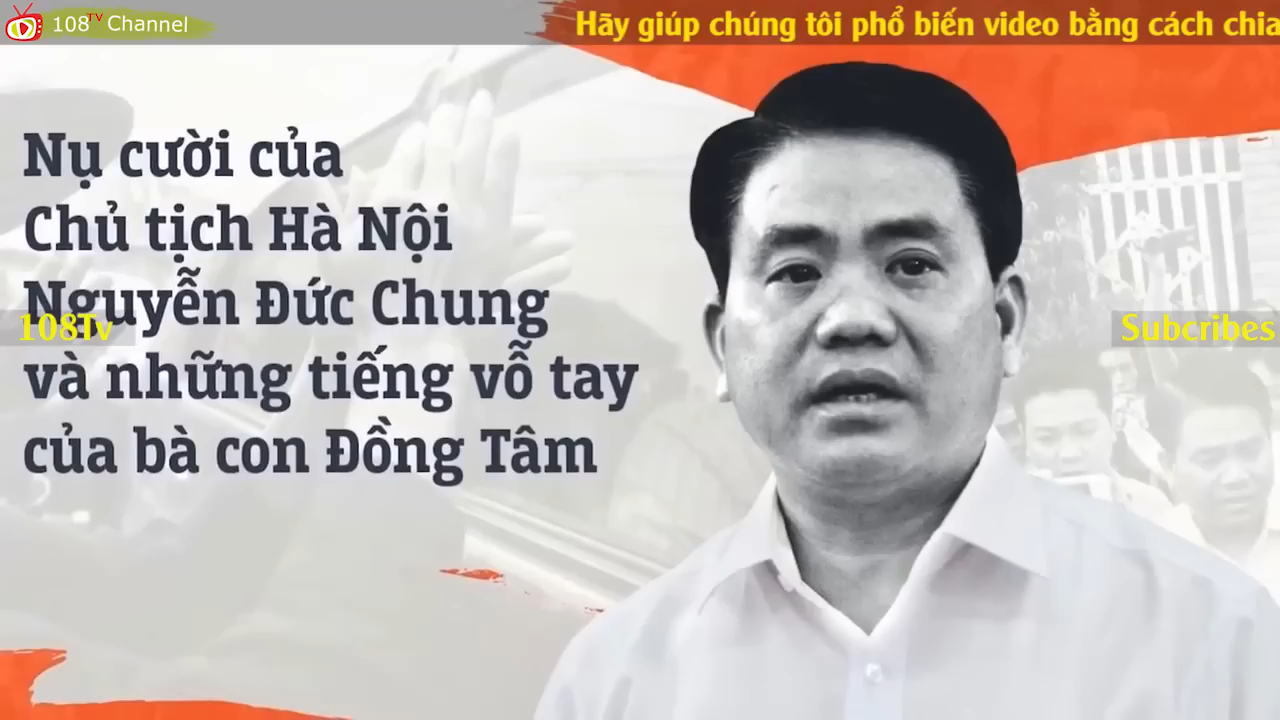 108 TV Channel
Hãy giúp chúng tôi phổ biến video bằng cách chia
Nụ cười của
Chủ tịch Hà Nội
Nguyễn Đức Chung
108Tv
Subcribes
và những tiếng vỗ tay
của bà con Đồng Tâm